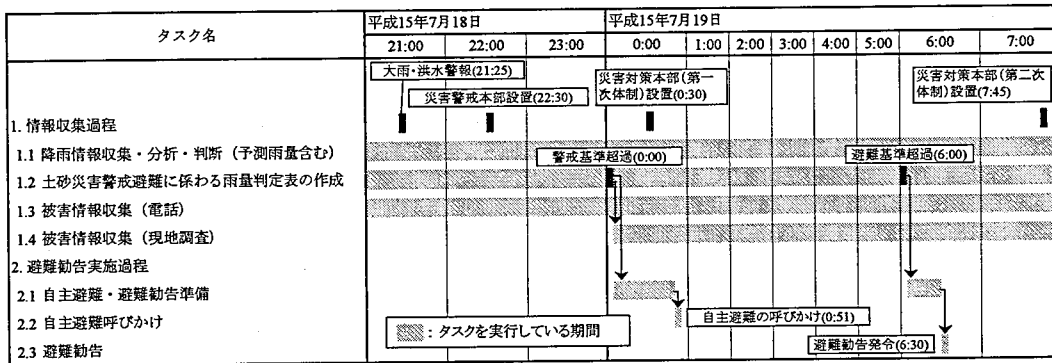 タスク名
平成15年7月18日
平成15年7月19日
21:00
22:00
23:00
0:00
1:00
2:00
3:00
4:00
5:00
6:00
7:00
大雨・洪水警報(21:25)
災害警戒本部設置(22:30)
災害対策本部(第一
次体制)設置(0:30)
災害対策本部(第二次
体制)設置(7:45)
1. 情報収集過程
1.1 降雨情報収集・分析・判断(予測雨量含む)
警戒基準超過(0:00)
避難基準超過(6:00)
1.2 土砂災害警戒避難に係わる雨量判定表の作成
1.3 被害情報収集(電話)
1.4 被害情報収集(現地調査)
2. 避難勧告実施過程
2.1 自主避難・避難勧告準備
2.2 自主避難呼びかけ
:タスクを実行している期間
自主避難の呼びかけ(0:51)
2.3 避難勧告
避難勧告発令(6:30)